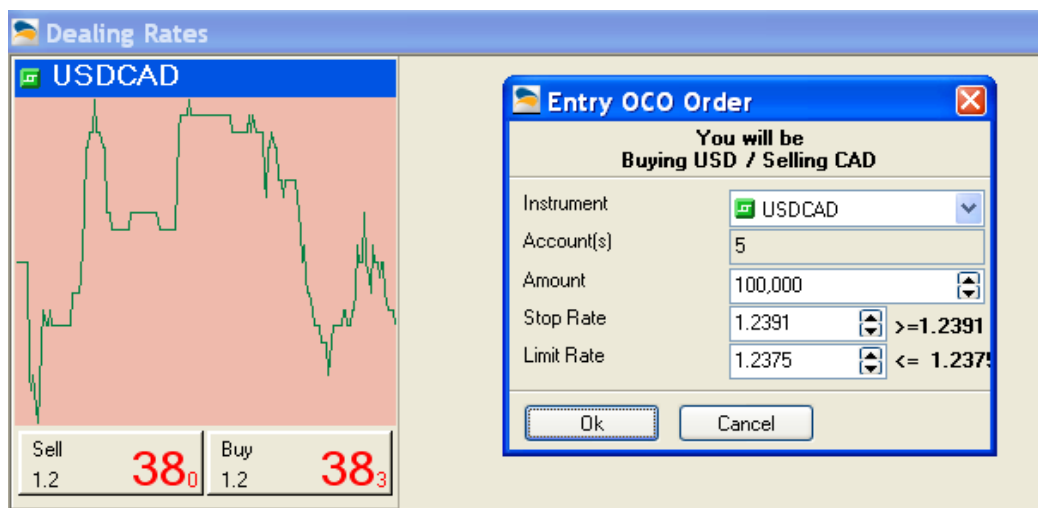 Dealing Rates
USDCAD
Sell
1.2 380
Buy
1.2 383
Entry OCO Order
You will be
Buying USD / Selling CAD
Instrument USDCAD
Account(s) 5
Amount 100,000
Stop Rate 1.2391 >=1.2391
Limit Rate 1.2375 <= 1.2375
Ok Cancel